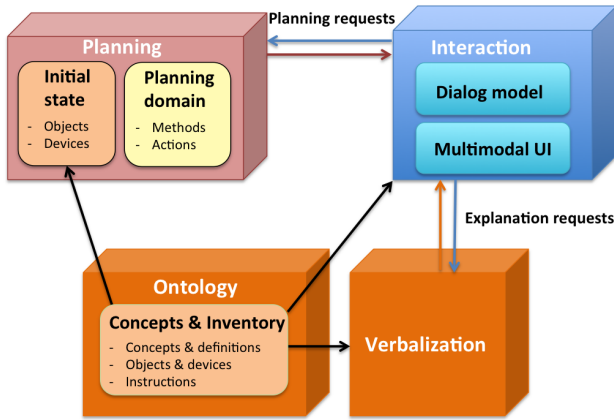 Planning requests
Planning
Interaction
Initial
state
- Objects
- Devices
Planning
domain
- Methods
- Actions
Dialog model
Multimodal UI
Explanation requests
Ontology
Concepts & Inventory
- Concepts & definitions
- Objects & devices
- Instructions
Verbalization